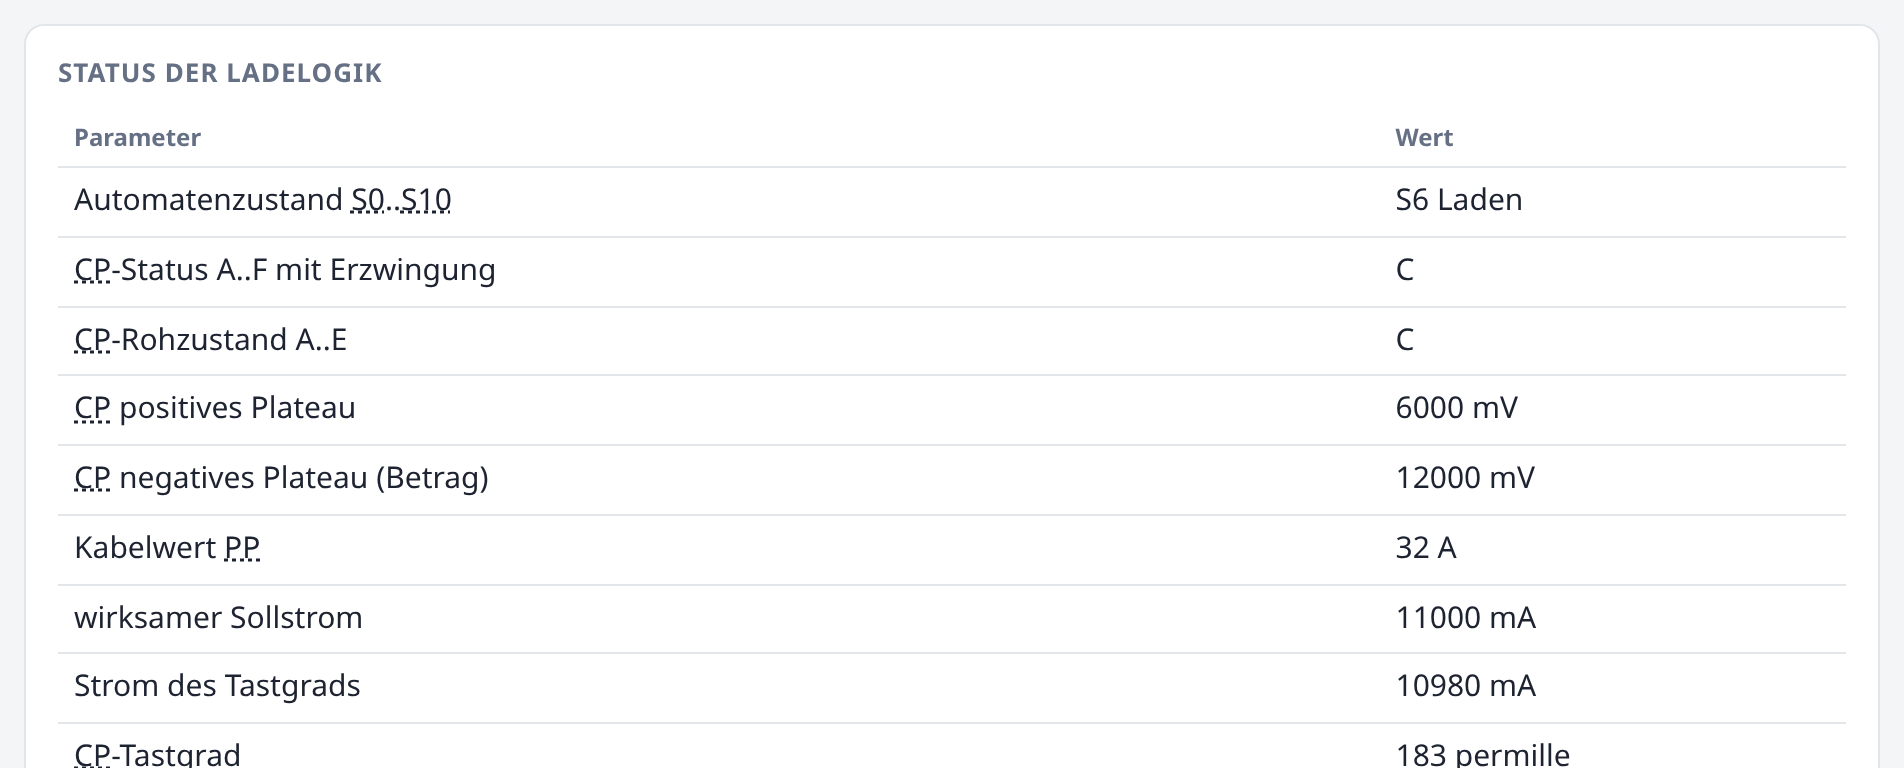 STATUS DER LADELOGIK
Parameter Wert
Automatenzustand S0..S10 S6 Laden
CP-Status A..F mit Erzwingung C
CP-Rohzustand A..E C
CP positives Plateau 6000 mV
CP negatives Plateau (Betrag) 12000 mV
Kabelwert PP 32 A
wirksamer Sollstrom 11000 mA
Strom des Tastgrads 10980 mA
CP-Tastgrad 183 permille